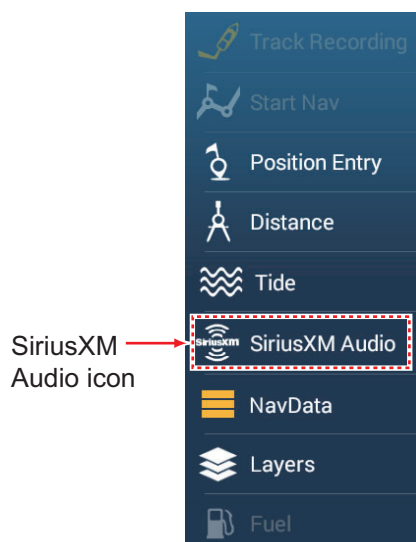 Track Recording
Start Nav
Position Entry
Distance
Tide
SiriusXM
Audio icon
SiriusXM
SiriusXM Audio
NavData
Layers
Fuel